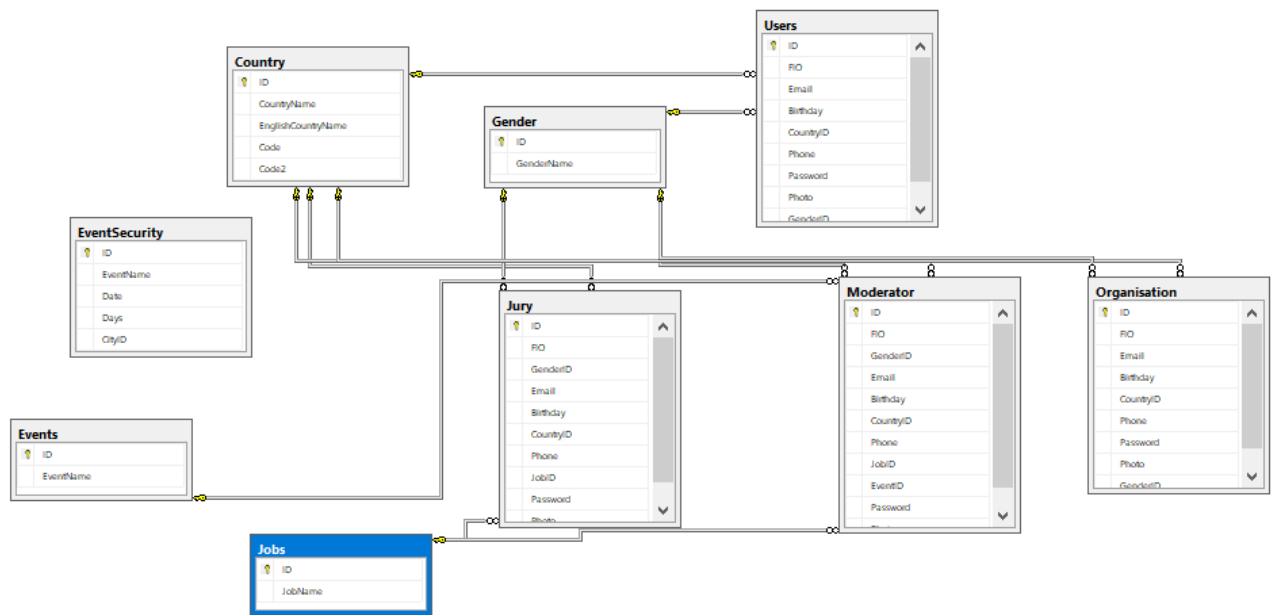 Users
ID
FIO
Email
Birthday
CountryID
Phone
Password
Photo
GenderID
Country
ID
CountryName
EnglishCountryName
Code
Code2
Gender
ID
GenderName
EventSecurity
ID
EventName
Date
Days
CityID
Jury
ID
FIO
GenderID
Email
Birthday
CountryID
Phone
JobID
Password
Photo
Moderator
ID
FIO
GenderID
Email
Birthday
CountryID
Phone
JobID
EventID
Password
Organisation
ID
FIO
Email
Birthday
CountryID
Phone
Password
Photo
GenderID
Events
ID
EventName
Jobs
ID
JobName